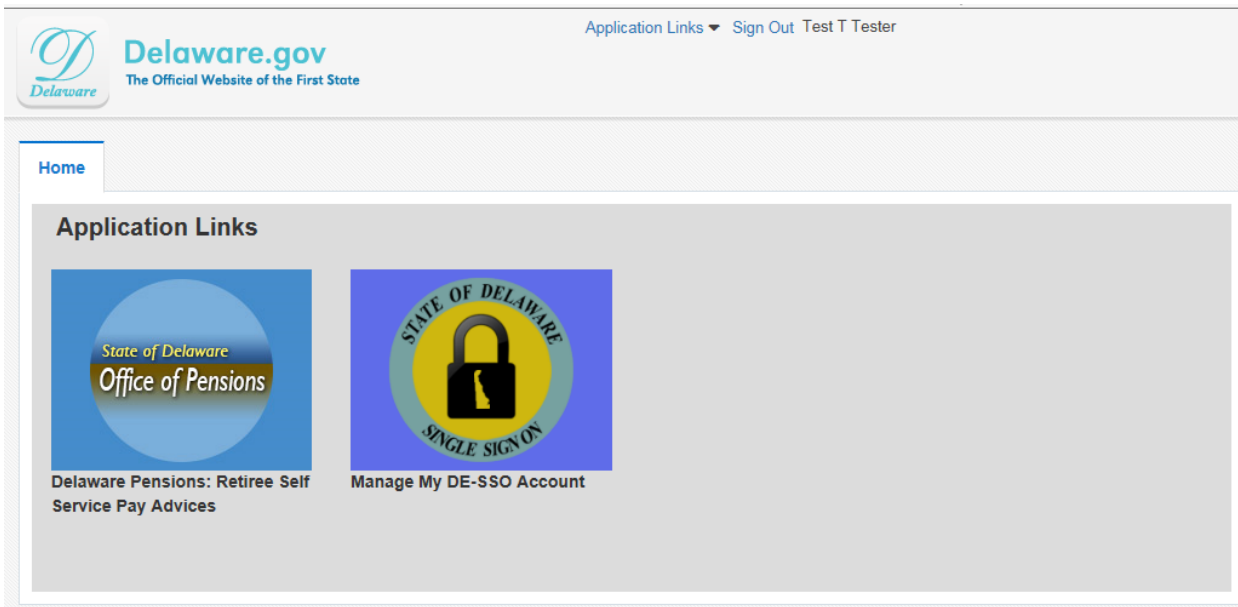 Application Links Sign Out Test T Tester
Delaware
Delaware.gov
The Official Website of the First State
Home
Application Links
State of Delaware
Office of Pensions
STATE OF DELAWARE
SINGLE SIGN ON
Delaware Pensions: Retiree Self
Service Pay Advices
Manage My DE-SSO Account